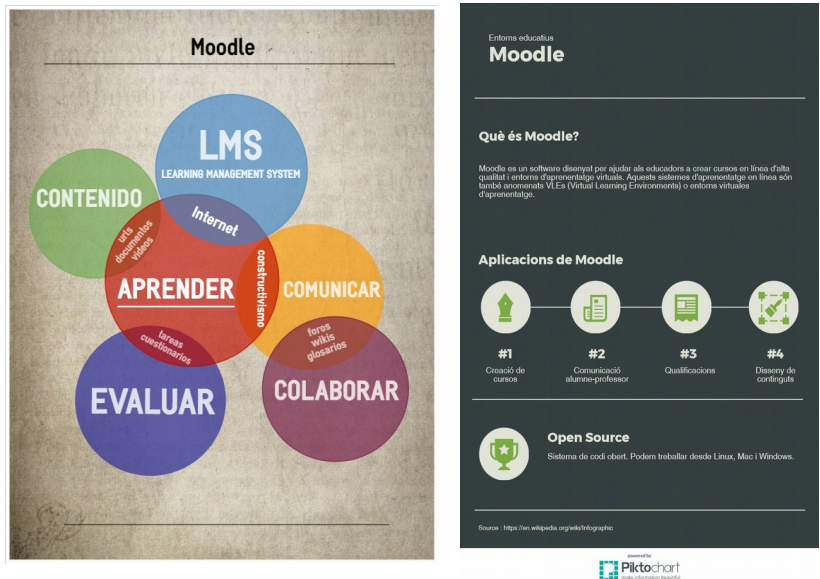 Moodle
LMS
LEARNING MANAGEMENT SYSTEM
CONTENIDO
Internet
urls
documentos
videos
APRENDER
constructivismo
COMUNICAR
tareas
cuestionarios
foros
wikis
glosarios
EVALUAR
COLABORAR
Entorns educatius
Moodle
Què és Moodle?
Moodle es un software disenyat per ajudar als educadors a crear cursos en línea d'alta
qualitat i entorns d'aprenentatge virtuals. Aquests sistemes d'aprenentatge en línea són
també anomenats VLEs (Virtual Learning Environments) o entorns virtuales
d'aprenentatge.
Aplicacions de Moodle
#1
Creació de
cursos
#2
Comunicació
alumne-professor
#3
Qualificacions
#4
Disseny de
continguts
Open Source
Sistema de codi obert. Podem treballar desde Linux, Mac i Windows.
Source : https://en.wikipedia.org/wiki/Infographic
powered by
Piktochart
make information beautiful